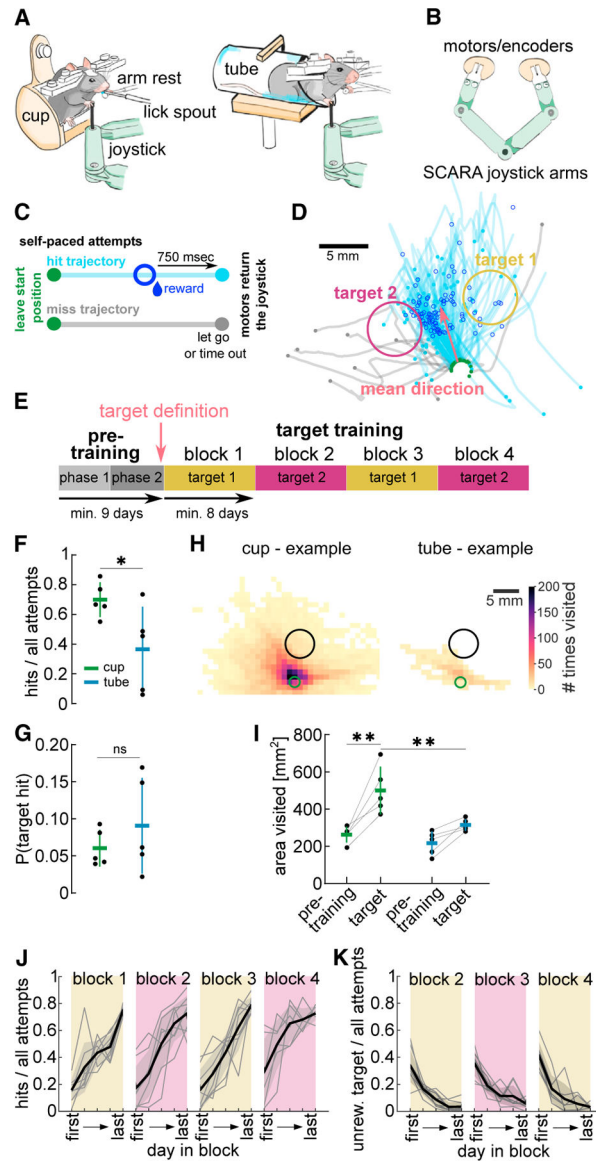 A
arm rest
cup
lick spout
joystick
tube
B
motors/encoders
SCARA joystick arms
C
self-paced attempts
hit trajectory
750 msec
reward
miss trajectory
let go
or time out
leave start
position
motors return
the joystick
D
5 mm
target 1
target 2
mean direction
E
target definition
pre-
training
target training
block 1
block 2
block 3
block 4
phase 1
phase 2
target 1
target 2
target 1
target 2
min. 9 days
min. 8 days
F
hits / all attempts
1
0.8
0.6
0.4
0.2
0
*
cup
tube
G
P(target hit)
0.20
0.15
0.10
0.05
0
ns
H
cup - example
tube - example
5 mm
200
150
100
50
0
# times visited
I
area visited [mm²]
800
600
400
200
0
**
**
pre-
training
target
pre-
training
target
J
hits / all attempts
1
0.8
0.6
0.4
0.2
0
block 1
block 2
block 3
block 4
first
last
first
last
first
last
first
last
day in block
K
unrew. target / all attempts
1
0.8
0.6
0.4
0.2
0
block 2
block 3
block 4
first
last
first
last
first
last
day in block